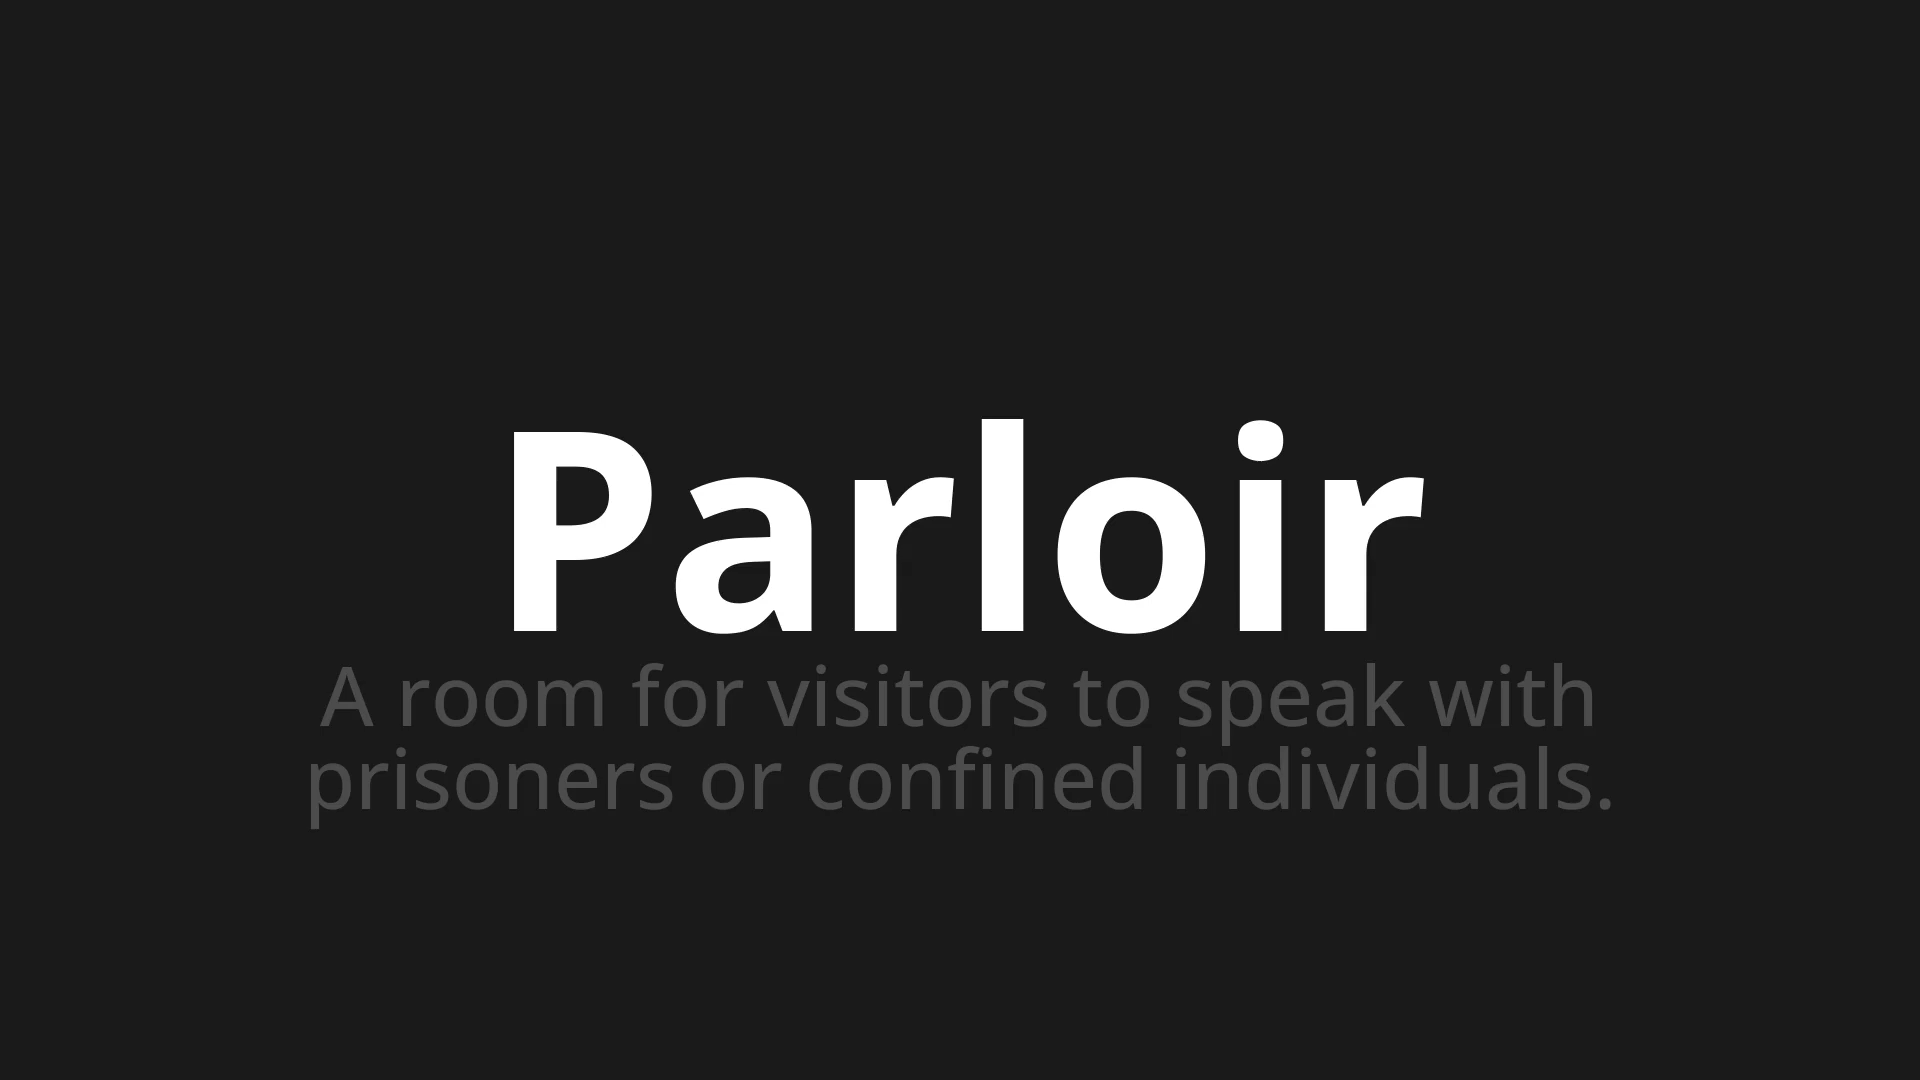 Parloir
A room for visitors to speak with
prisoners or confined individuals.